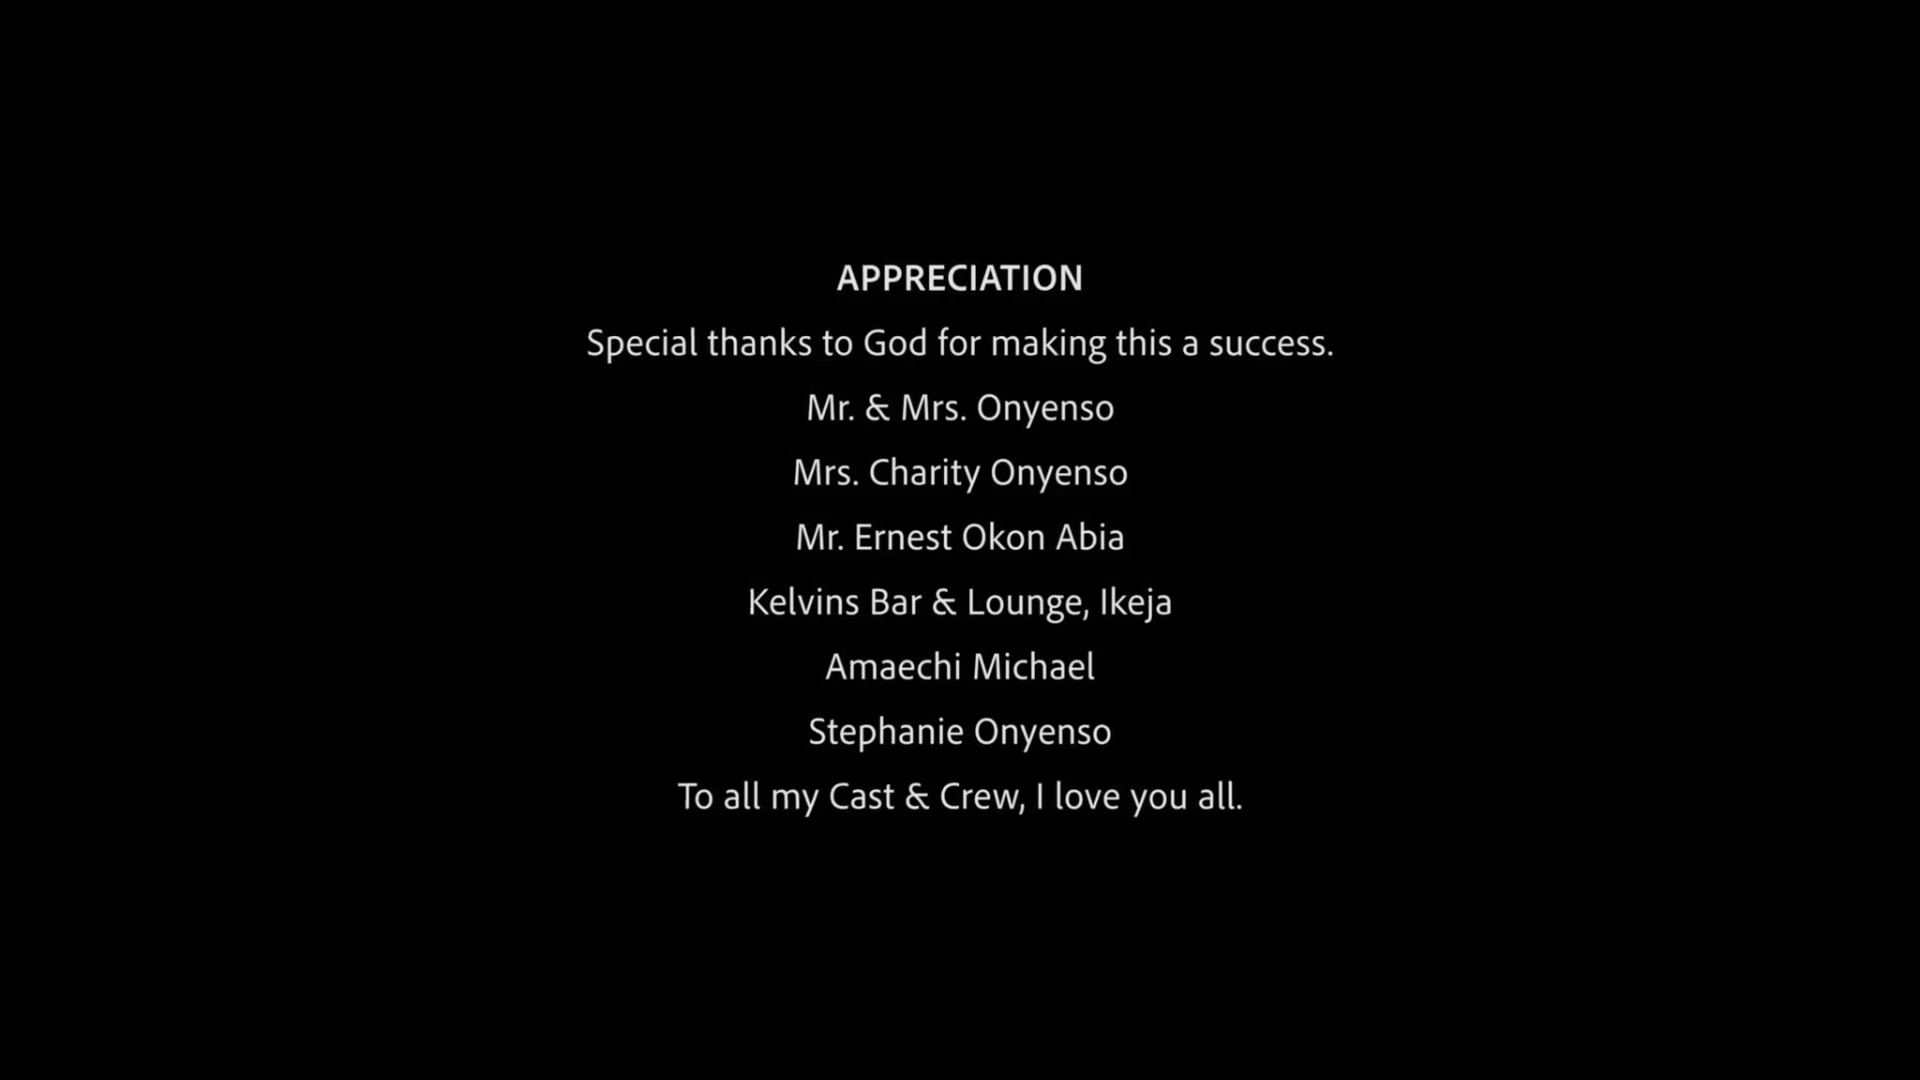 APPRECIATION
Special thanks to God for making this a success.
Mr. & Mrs. Onyenso
Mrs. Charity Onyenso
Mr. Ernest Okon Abia
Kelvins Bar & Lounge, Ikeja
Amaechi Michael
Stephanie Onyenso
To all my Cast & Crew, I love you all.